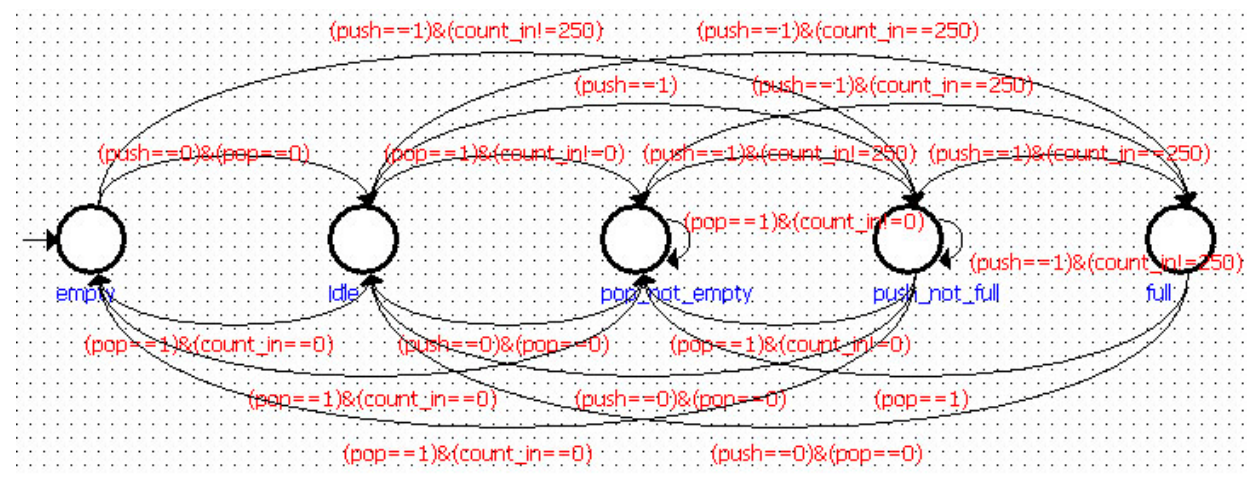 (push==1)&(count_in!=250) (push==1)&(count_in==250)
(push==1) (push==1)&(count_in==250)
(push==0)&(pop==0) (pop==1)&(count_in!=0) (push==1)&(count_in!=250) (push==1)&(count_in==250)
(pop==1)&(count_in!=0)
(push==1)&(count_in!=250)
empty Idle pop_not_empty push_not_full full
(pop==1)&(count_in==0) (push==0)&(pop==0) (pop==1)&(count_in!=0)
(pop==1)&(count_in==0) (push==0)&(pop==0) (pop==1)
(pop==1)&(count_in==0) (push==0)&(pop==0)